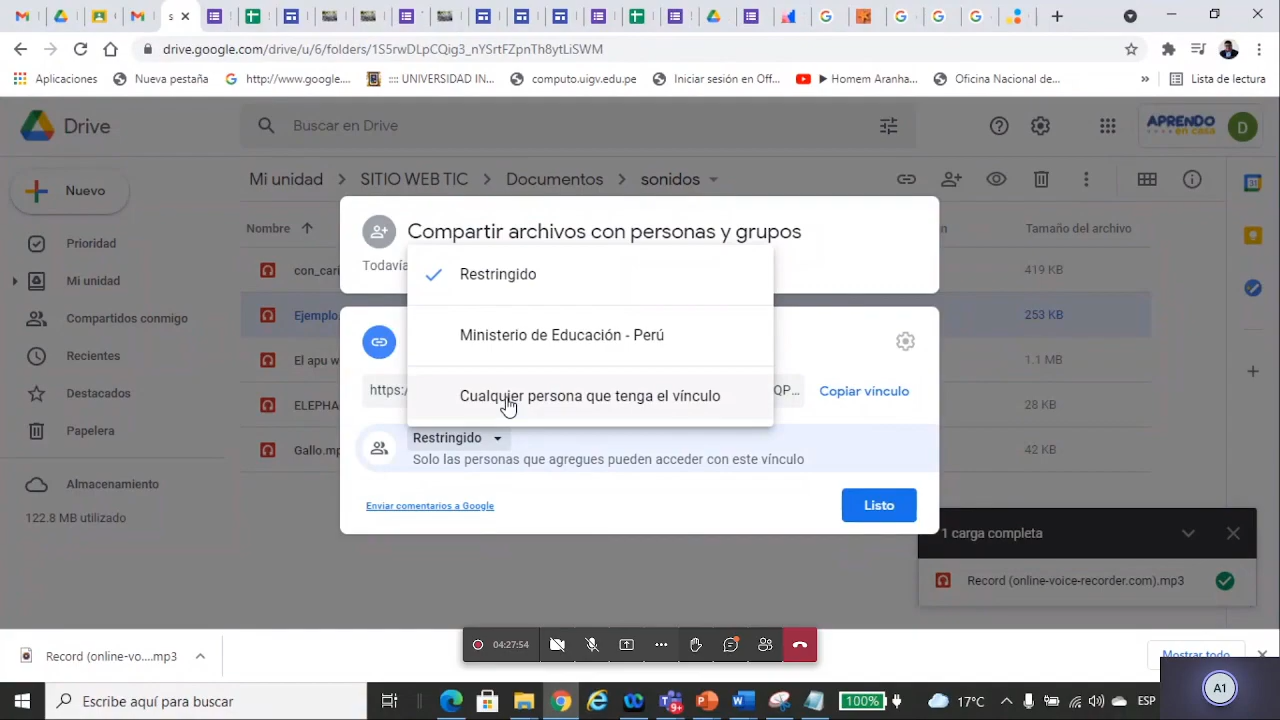 s
drive.google.com/drive/u/6/folders/1S5rwDLpCQig3_nYSrtFZpnTh8ytLiSWM
Aplicaciones
Nueva pestaña
http://www.google....
:::: UNIVERSIDAD IN...
computo.uigv.edu.pe
Iniciar sesión en Off...
▶ Homem Aranha...
Oficina Nacional de...
»
Lista de lectura
Drive
Buscar en Drive
APRENDO
en casa
D
Nuevo
Mi unidad
SITIO WEB TIC
Documentos
sonidos
Nombre
Tamaño del archivo
Prioridad
Mi unidad
Compartidos conmigo
Recientes
Destacados
Papelera
Almacenamiento
122.8 MB utilizado
con_cari
419 KB
Ejemplo
253 KB
El apu w
1.1 MB
ELEPHA
28 KB
Gallo.mp
42 KB
Compartir archivos con personas y grupos
Todavía
Restringido
Ministerio de Educación - Perú
Cualquier persona que tenga el vínculo
https:/
QP...
Copiar vínculo
Restringido
Solo las personas que agregues pueden acceder con este vínculo
Enviar comentarios a Google
Listo
1 carga completa
Record (online-voice-recorder.com).mp3
04:27:54
Record (online-vo....mp3
Mostrar todo
A1
Escribe aquí para buscar
9+
100%
17°C
ESP